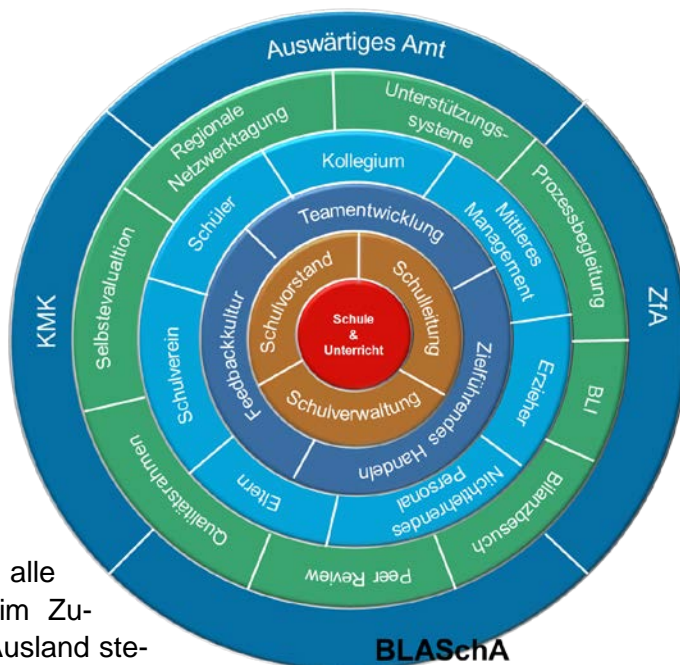 Auswärtiges Amt
KMK
ZfA
BLASchA
Regionale
Netzwerktagung
Unterstützungs-
systeme
Prozessbegleitung
BLI
Bilanzbesuch
Peer Review
Qualitätsrahmen
Selbstevalualtion
Schüler
Kollegium
Mittleres
Management
Erzieher
Nichtlehrendes
Personal
Eltern
Schulverein
Teamentwicklung
Zielführendes Handeln
Feedbackkultur
Schulvorstand
Schulleitung
Schulverwaltung
Schule
&
Unterricht
alle
im Zu-
Ausland ste-